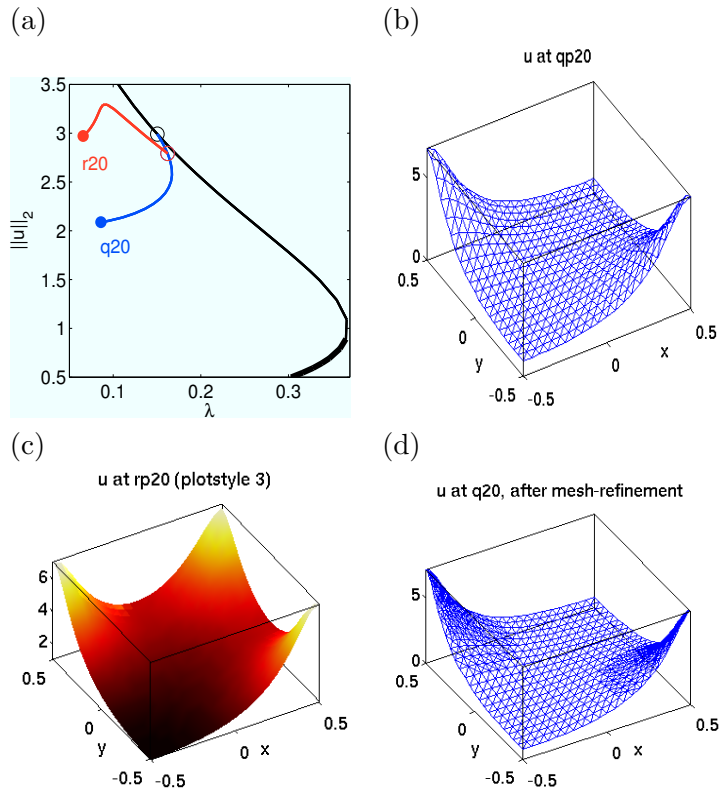 (a)
3.5
3
2.5
2
1.5
1
0.5
||u||₂
r20
q20
0.1
0.2
0.3
λ
(b)
u at qp20
5
0
0.5
0
y
-0.5
-0.5
0
x
0.5
(c)
u at rp20 (plotstyle 3)
6
4
2
0.5
0
y
-0.5
-0.5
0
x
0.5
(d)
u at q20, after mesh-refinement
5
0
0.5
0
y
-0.5
-0.5
0
x
0.5